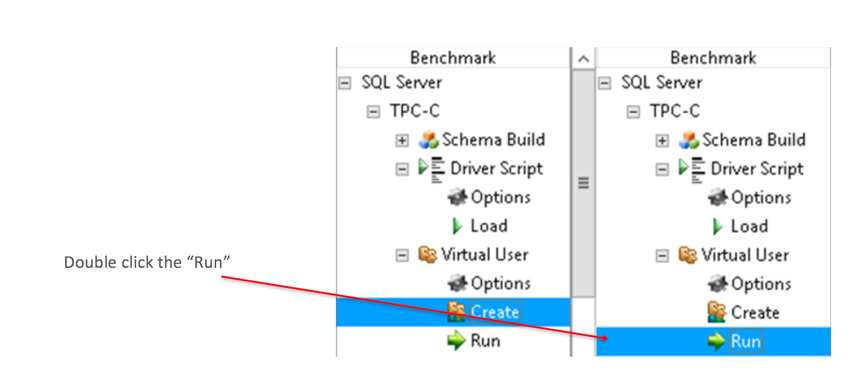 Benchmark
SQL Server
TPC-C
Schema Build
Driver Script
Options
Load
Virtual User
Options
Create
Run
Benchmark
SQL Server
TPC-C
Schema Build
Driver Script
Options
Load
Virtual User
Options
Create
Run
Double click the “Run”